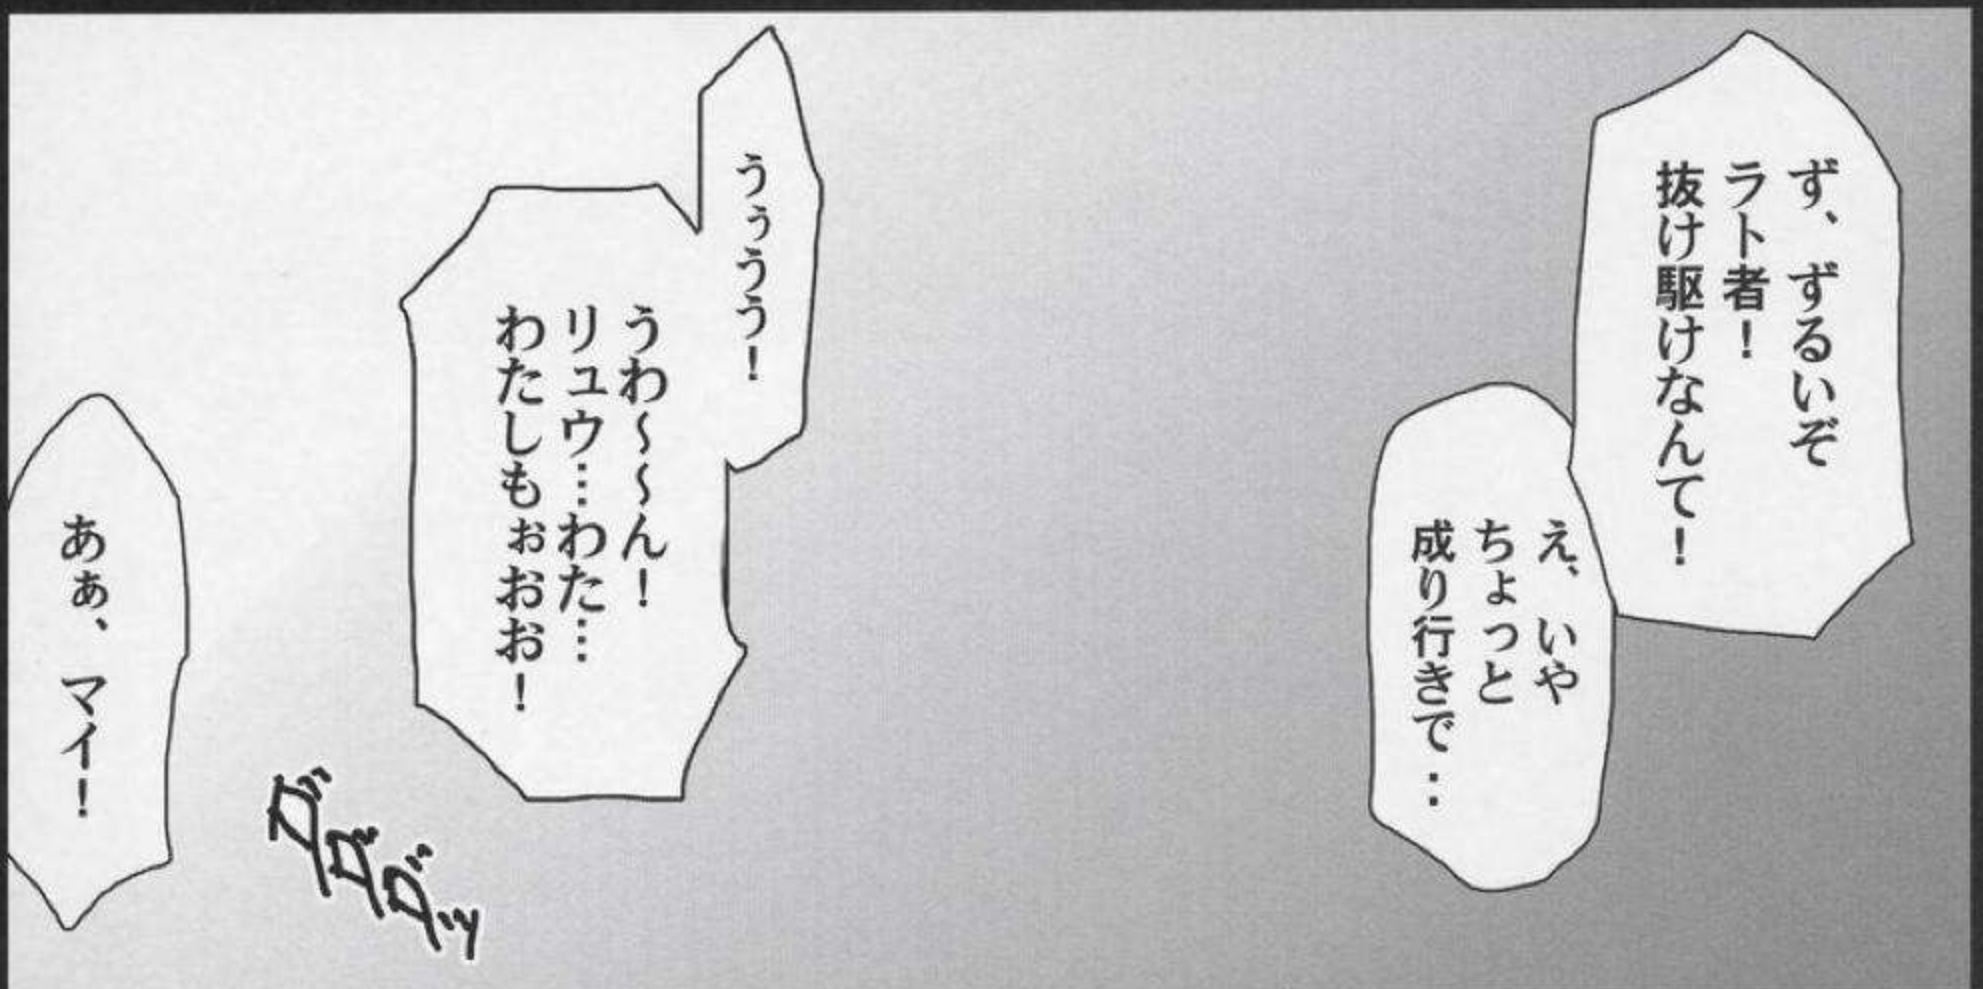 ず、ずるいぞ
ラト者！
抜け駆けなんて！
え、いや
ちょっと
成り行きで‥
うぅうう！
うわ～～ん！
リュウ…わた…
わたしもぉおお！
ダダダッ
あぁ、マイ！